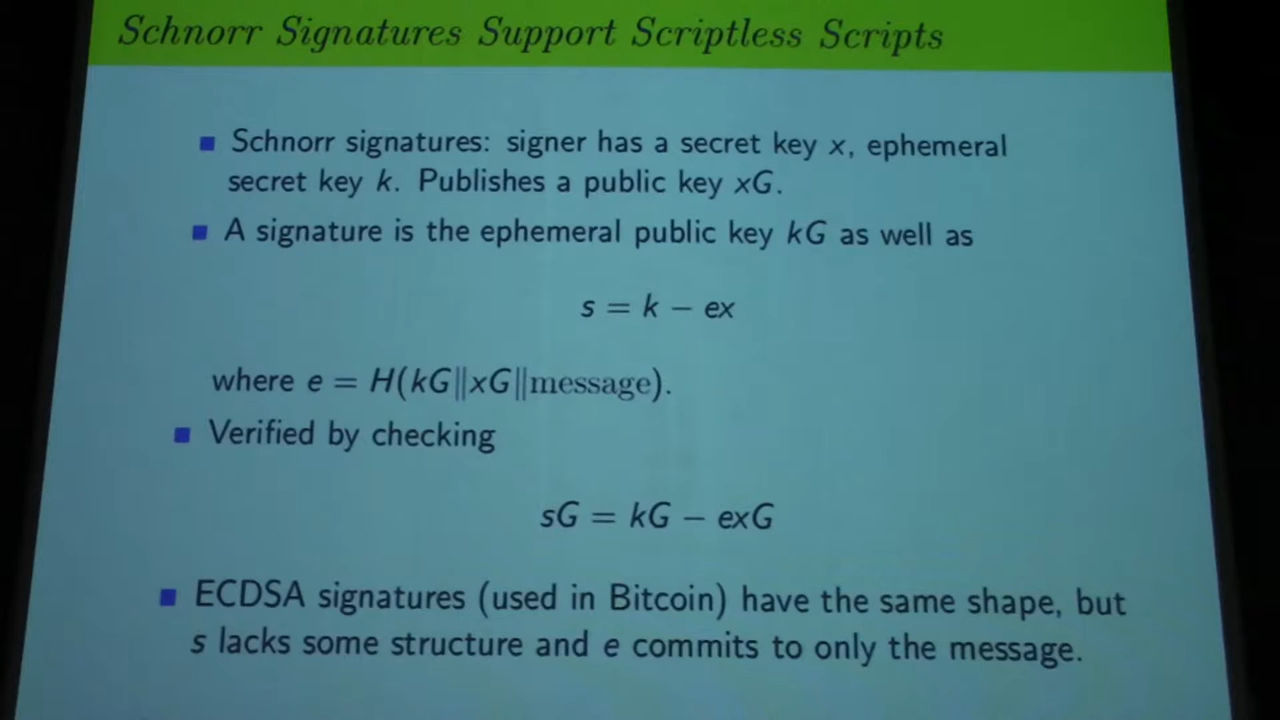 Schnorr Signatures Support Scriptless Scripts
Schnorr signatures: signer has a secret key x, ephemeral
secret key k. Publishes a public key xG.
A signature is the ephemeral public key kG as well as
s = k − ex
where e = H(kG‖xG‖message).
Verified by checking
sG = kG − exG
ECDSA signatures (used in Bitcoin) have the same shape, but
s lacks some structure and e commits to only the message.